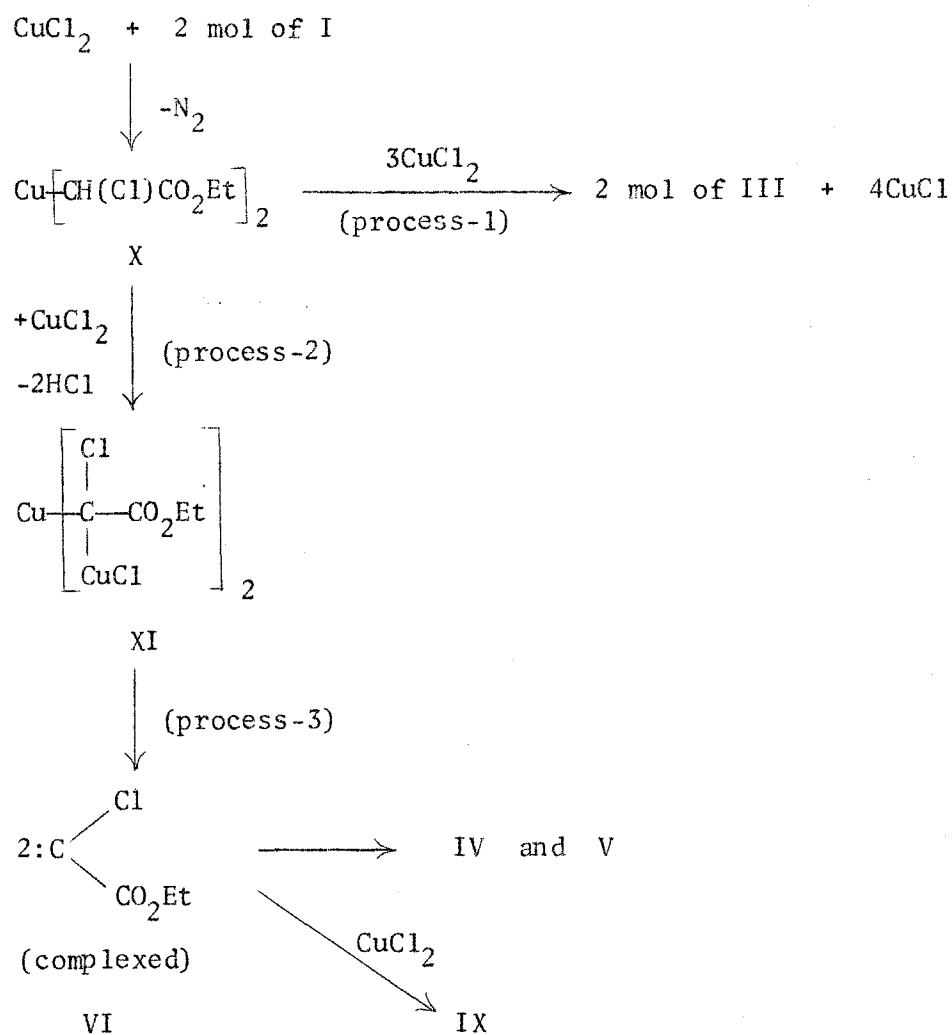 CuCl2 + 2 mol of I
-N2
Cu[CH(Cl)CO2Et]2
3CuCl2
(process-1)
2 mol of III + 4CuCl
X
+CuCl2
-2HCl
(process-2)
Cl
Cu C CO2Et
CuCl
2
XI
(process-3)
Cl
2:C
CO2Et
IV and V
(complexed)
CuCl2
VI
IX